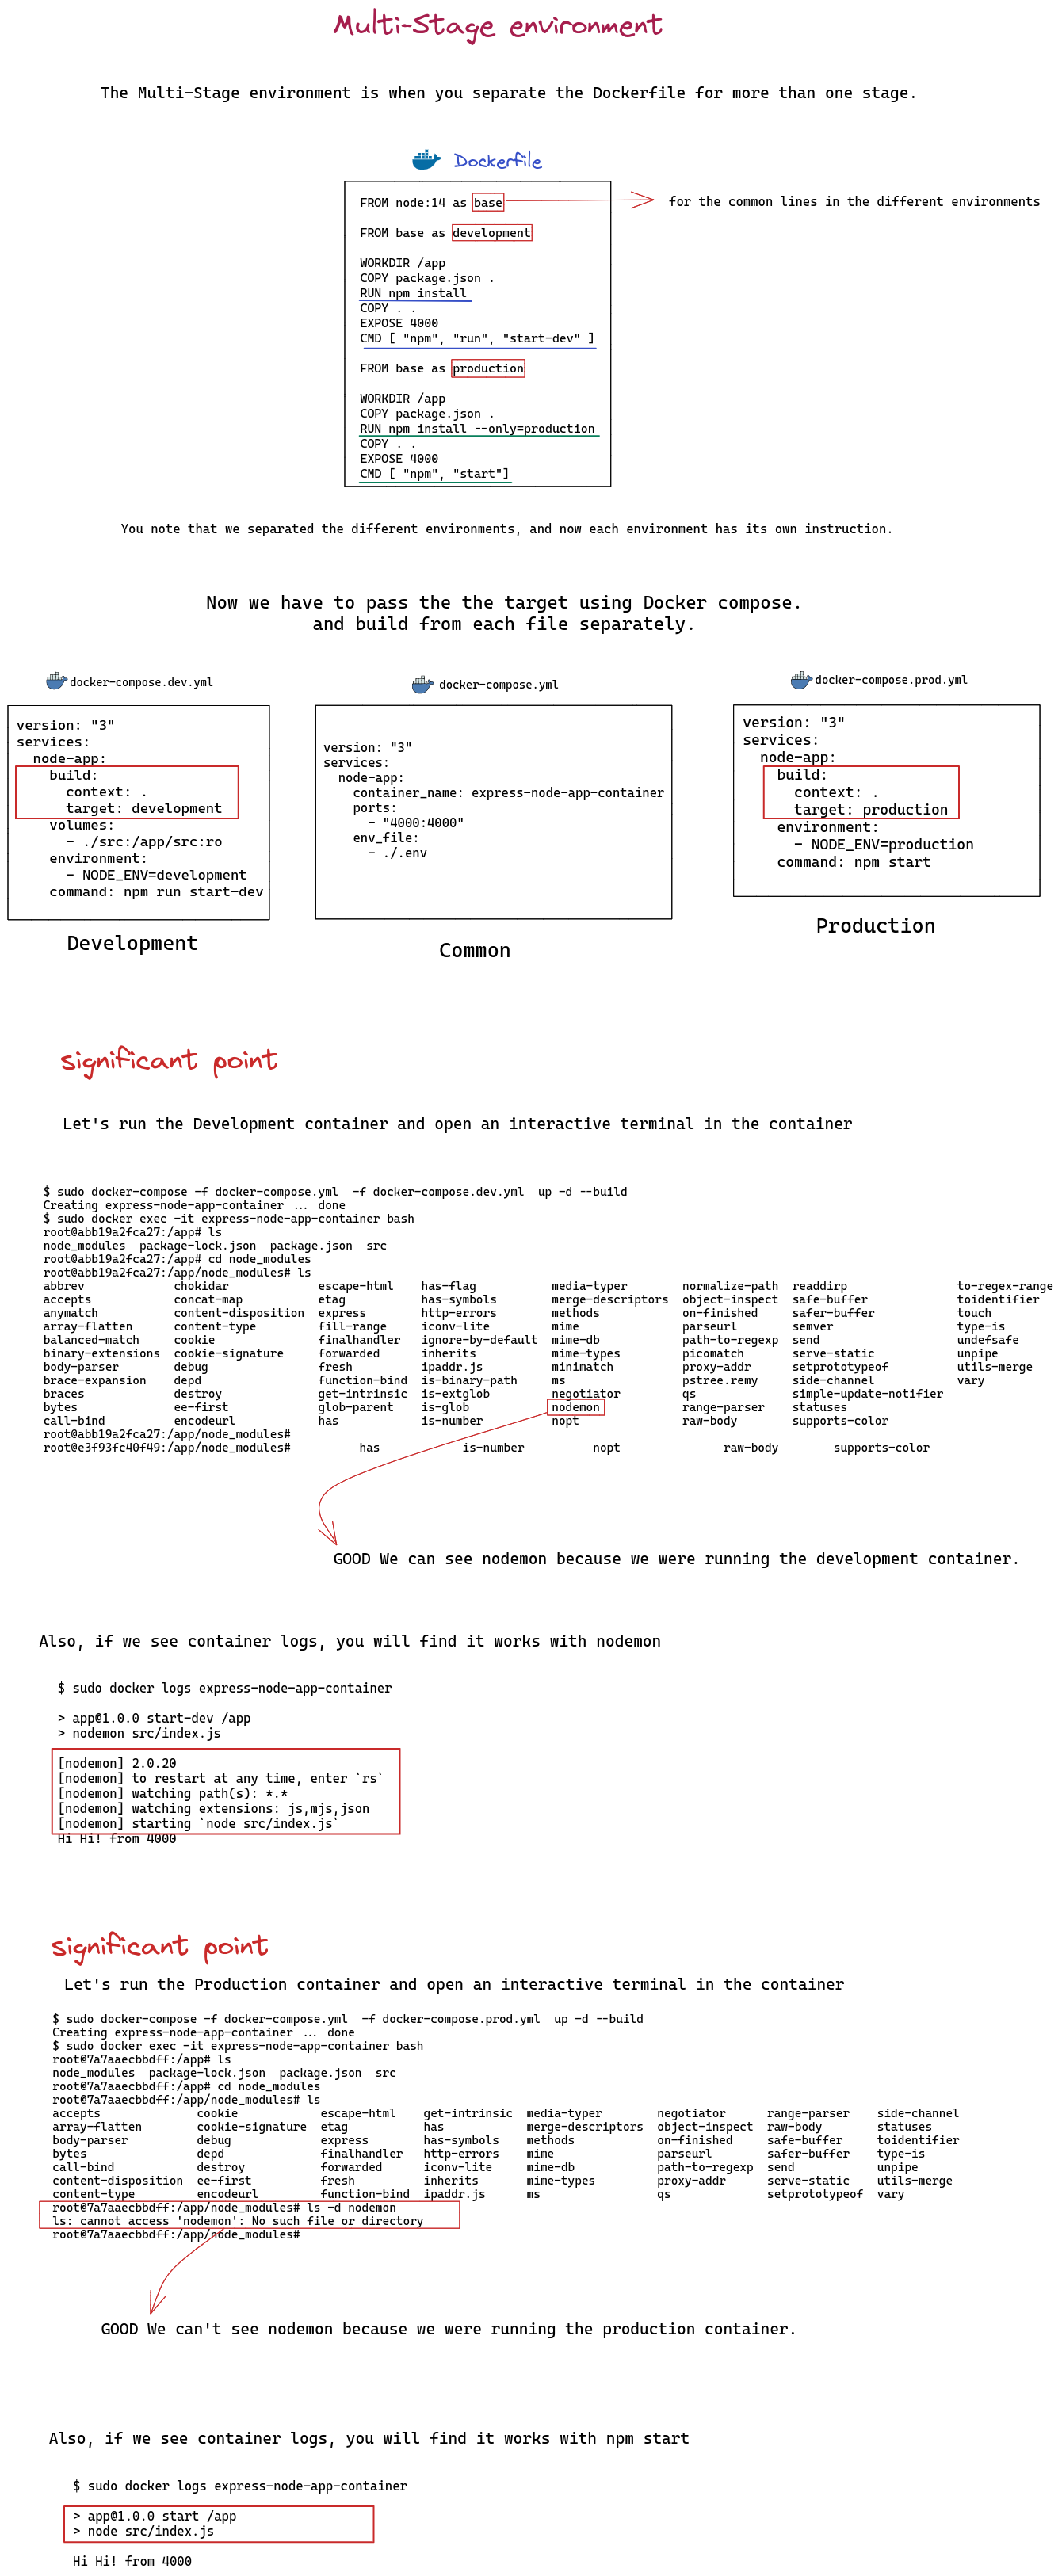 Multi-Stage environment
The Multi-Stage environment is when you separate the Dockerfile for more than one stage.
Dockerfile
FROM node:14 as base
for the common lines in the different environments
FROM base as development
WORKDIR /app
COPY package.json .
RUN npm install
COPY . .
EXPOSE 4000
CMD [ "npm", "run", "start-dev" ]
FROM base as production
WORKDIR /app
COPY package.json .
RUN npm install --only=production
COPY . .
EXPOSE 4000
CMD [ "npm", "start"]
You note that we separated the different environments, and now each environment has its own instruction.
Now we have to pass the the target using Docker compose.
and build from each file separately.
docker-compose.dev.yml
version: "3"
services:
  node-app:
    build:
      context: .
      target: development
    volumes:
      - ./src:/app/src:ro
    environment:
      - NODE_ENV=development
    command: npm run start-dev
Development
docker-compose.yml
version: "3"
services:
  node-app:
    container_name: express-node-app-container
    ports:
      - "4000:4000"
    env_file:
      - ./.env
Common
docker-compose.prod.yml
version: "3"
services:
  node-app:
    build:
      context: .
      target: production
    environment:
      - NODE_ENV=production
    command: npm start
Production
significant point
Let's run the Development container and open an interactive terminal in the container
$ sudo docker-compose -f docker-compose.yml  -f docker-compose.dev.yml  up -d --build
Creating express-node-app-container ... done
$ sudo docker exec -it express-node-app-container bash
root@abb19a2fca27:/app# ls
node_modules  package-lock.json  package.json  src
root@abb19a2fca27:/app# cd node_modules
root@abb19a2fca27:/app/node_modules# ls
abbrev chokidar escape-html has-flag media-typer normalize-path readdirp to-regex-range
accepts concat-map etag has-symbols merge-descriptors object-inspect safe-buffer toidentifier
anymatch content-disposition express http-errors methods on-finished safer-buffer touch
array-flatten content-type fill-range iconv-lite mime parseurl semver type-is
balanced-match cookie finalhandler ignore-by-default mime-db path-to-regexp send undefsafe
binary-extensions cookie-signature forwarded inherits mime-types picomatch serve-static unpipe
body-parser debug fresh ipaddr.js minimatch proxy-addr setprototypeof utils-merge
brace-expansion depd function-bind is-binary-path ms pstree.remy side-channel vary
braces destroy get-intrinsic is-extglob negotiator qs simple-update-notifier
bytes ee-first glob-parent is-glob nodemon range-parser statuses
call-bind encodeurl has is-number nopt raw-body supports-color
root@abb19a2fca27:/app/node_modules#
root@e3f93fc40f49:/app/node_modules# has is-number nopt raw-body supports-color
GOOD We can see nodemon because we were running the development container.
Also, if we see container logs, you will find it works with nodemon
$ sudo docker logs express-node-app-container
> app@1.0.0 start-dev /app
> nodemon src/index.js
[nodemon] 2.0.20
[nodemon] to restart at any time, enter `rs`
[nodemon] watching path(s): *.*
[nodemon] watching extensions: js,mjs,json
[nodemon] starting `node src/index.js`
Hi Hi! from 4000
significant point
Let's run the Production container and open an interactive terminal in the container
$ sudo docker-compose -f docker-compose.yml  -f docker-compose.prod.yml  up -d --build
Creating express-node-app-container ... done
$ sudo docker exec -it express-node-app-container bash
root@7a7aaecbbdff:/app# ls
node_modules  package-lock.json  package.json  src
root@7a7aaecbbdff:/app# cd node_modules
root@7a7aaecbbdff:/app/node_modules# ls
accepts cookie escape-html get-intrinsic media-typer negotiator range-parser side-channel
array-flatten cookie-signature etag has merge-descriptors object-inspect raw-body statuses
body-parser debug express has-symbols methods on-finished safe-buffer toidentifier
bytes depd finalhandler http-errors mime parseurl safer-buffer type-is
call-bind destroy forwarded iconv-lite mime-db path-to-regexp send unpipe
content-disposition ee-first fresh inherits mime-types proxy-addr serve-static utils-merge
content-type encodeurl function-bind ipaddr.js ms qs setprototypeof vary
root@7a7aaecbbdff:/app/node_modules# ls -d nodemon
ls: cannot access 'nodemon': No such file or directory
root@7a7aaecbbdff:/app/node_modules#
GOOD We can't see nodemon because we were running the production container.
Also, if we see container logs, you will find it works with npm start
$ sudo docker logs express-node-app-container
> app@1.0.0 start /app
> node src/index.js
Hi Hi! from 4000